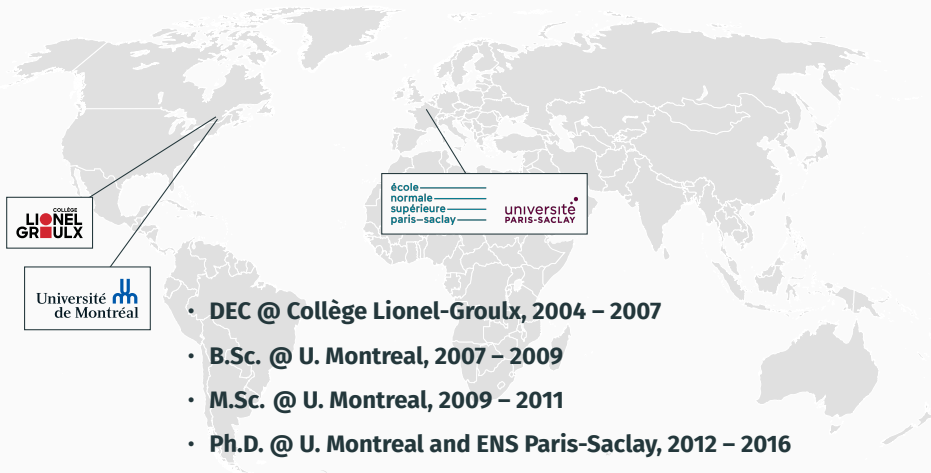 école
normale
supérieure
paris–saclay
université
PARIS-SACLAY
COLLÈGE
LIONEL
GROULX
Université
de Montréal
• DEC @ Collège Lionel-Groulx, 2004 – 2007
• B.Sc. @ U. Montreal, 2007 – 2009
• M.Sc. @ U. Montreal, 2009 – 2011
• Ph.D. @ U. Montreal and ENS Paris-Saclay, 2012 – 2016